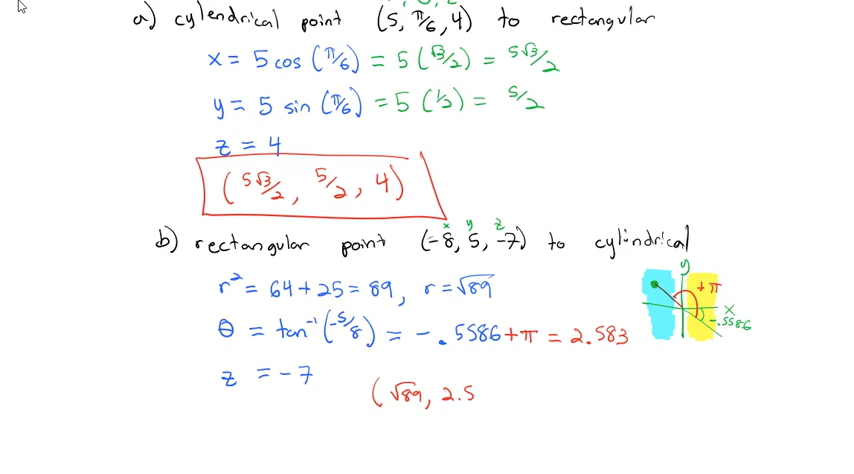 a) cylendrical point (5, π/6, 4) to rectangular
x = 5 cos (π/6) = 5 (√3/2) = 5√3/2
y = 5 sin (π/6) = 5 (1/2) = 5/2
z = 4
(5√3/2, 5/2, 4)
x y z
b) rectangular point (-8, 5, -7) to cylindrical
r² = 64 + 25 = 89, r = √89
θ = tan⁻¹ (-5/8) = -.5586 + π = 2.583
z = -7
(√89, 2.5
y
+π
x
-.5586